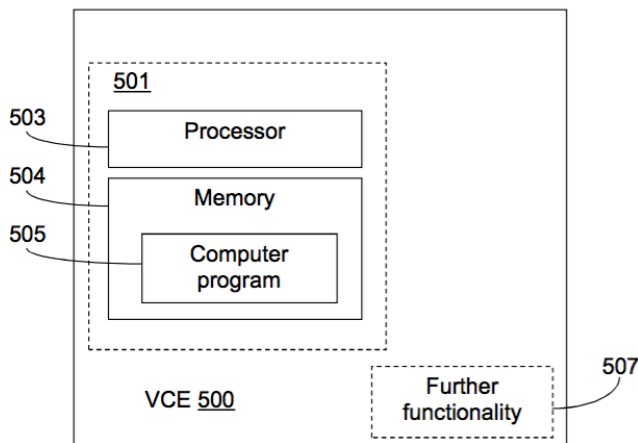 501
503
Processor
504
Memory
505
Computer
program
507
VCE 500
Further
functionality